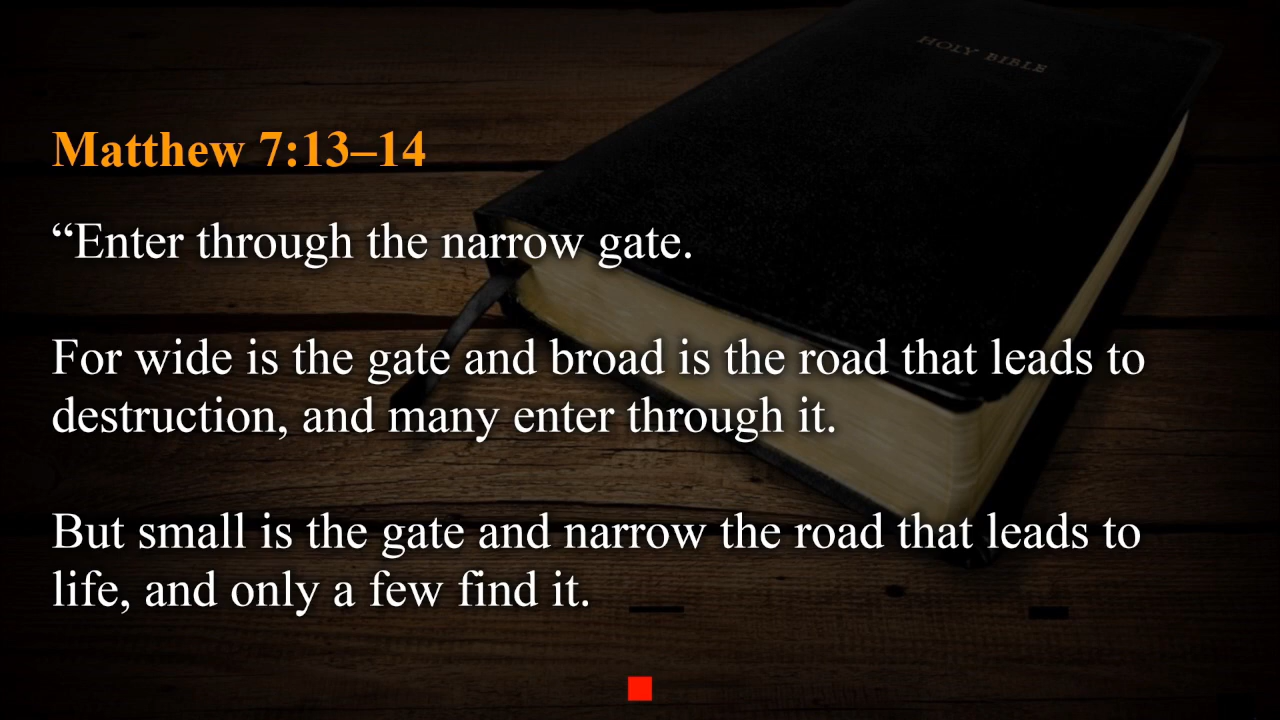 HOLY BIBLE
Matthew 7:13–14
“Enter through the narrow gate.
For wide is the gate and broad is the road that leads to
destruction, and many enter through it.
But small is the gate and narrow the road that leads to
life, and only a few find it.